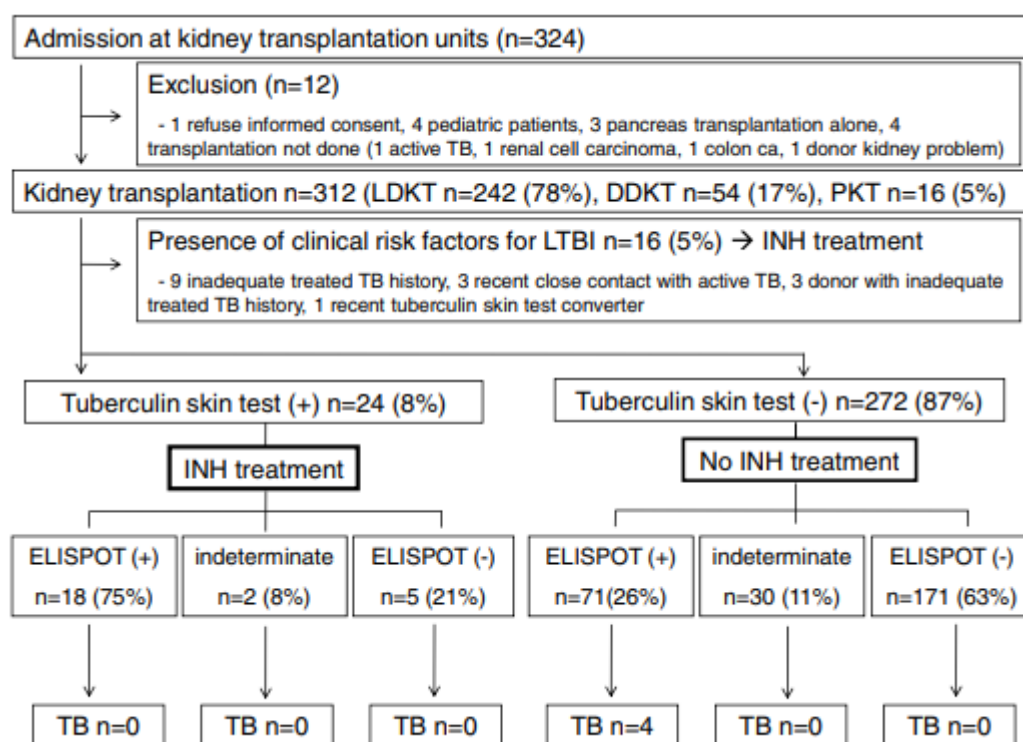 Admission at kidney transplantation units (n=324)
Exclusion (n=12)
- 1 refuse informed consent, 4 pediatric patients, 3 pancreas transplantation alone, 4
transplantation not done (1 active TB, 1 renal cell carcinoma, 1 colon ca, 1 donor kidney problem)
Kidney transplantation n=312 (LDKT n=242 (78%), DDKT n=54 (17%), PKT n=16 (5%)
Presence of clinical risk factors for LTBI n=16 (5%) → INH treatment
- 9 inadequate treated TB history, 3 recent close contact with active TB, 3 donor with inadequate
treated TB history, 1 recent tuberculin skin test converter
Tuberculin skin test (+) n=24 (8%)
Tuberculin skin test (-) n=272 (87%)
INH treatment
No INH treatment
ELISPOT (+)
n=18 (75%)
indeterminate
n=2 (8%)
ELISPOT (-)
n=5 (21%)
ELISPOT (+)
n=71(26%)
indeterminate
n=30 (11%)
ELISPOT (-)
n=171 (63%)
TB n=0
TB n=0
TB n=0
TB n=4
TB n=0
TB n=0